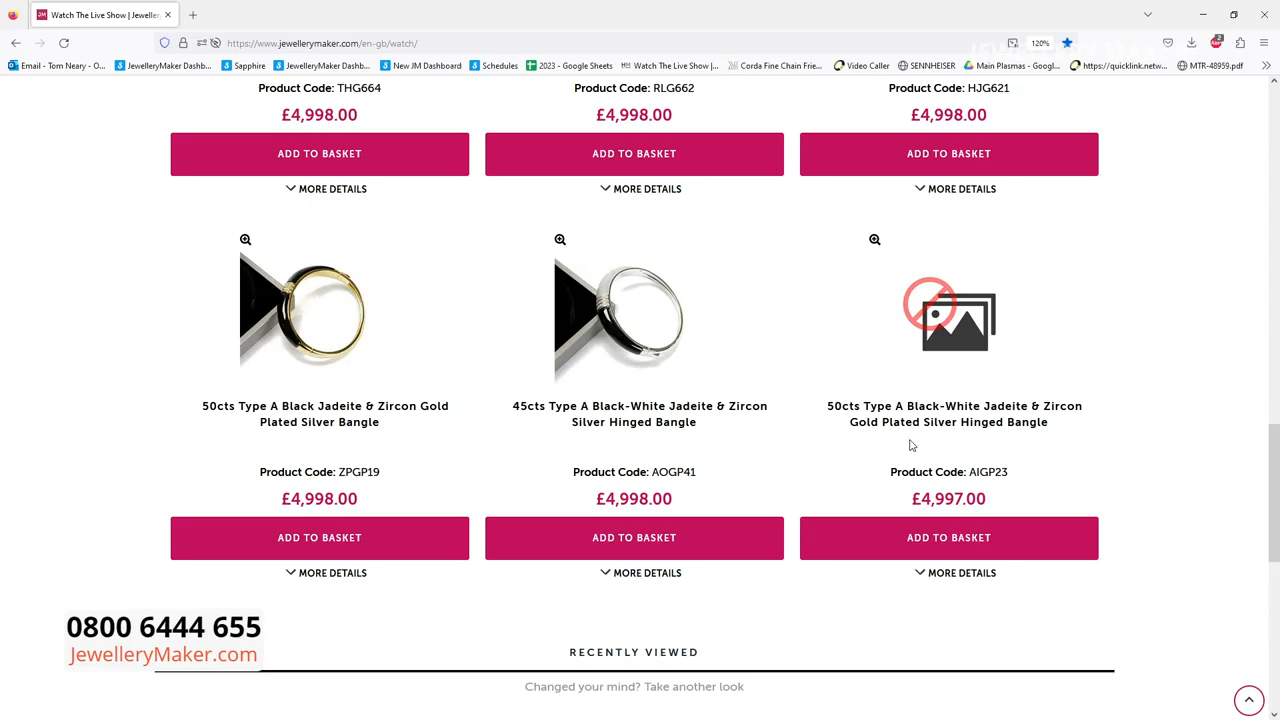 Watch The Live Show | Jeweller
https://www.jewellerymaker.com/en-gb/watch/
120%
2
Email - Tom Neary - O...
JewelleryMaker Dashb...
Sapphire
JewelleryMaker Dashb...
New JM Dashboard
Schedules
2023 - Google Sheets
Watch The Live Show |...
Corda Fine Chain Frie...
Video Caller
SENNHEISER
Main Plasmas - Googl...
https://quicklink.netw...
MTR-48959.pdf
Product Code: THG664
Product Code: RLG662
Product Code: HJG621
£4,998.00
£4,998.00
£4,998.00
ADD TO BASKET
ADD TO BASKET
ADD TO BASKET
MORE DETAILS
MORE DETAILS
MORE DETAILS
50cts Type A Black Jadeite & Zircon Gold
Plated Silver Bangle
45cts Type A Black-White Jadeite & Zircon
Silver Hinged Bangle
50cts Type A Black-White Jadeite & Zircon
Gold Plated Silver Hinged Bangle
Product Code: ZPGP19
Product Code: AOGP41
Product Code: AIGP23
£4,998.00
£4,998.00
£4,997.00
ADD TO BASKET
ADD TO BASKET
ADD TO BASKET
MORE DETAILS
MORE DETAILS
MORE DETAILS
0800 6444 655
JewelleryMaker.com
RECENTLY VIEWED
Changed your mind? Take another look